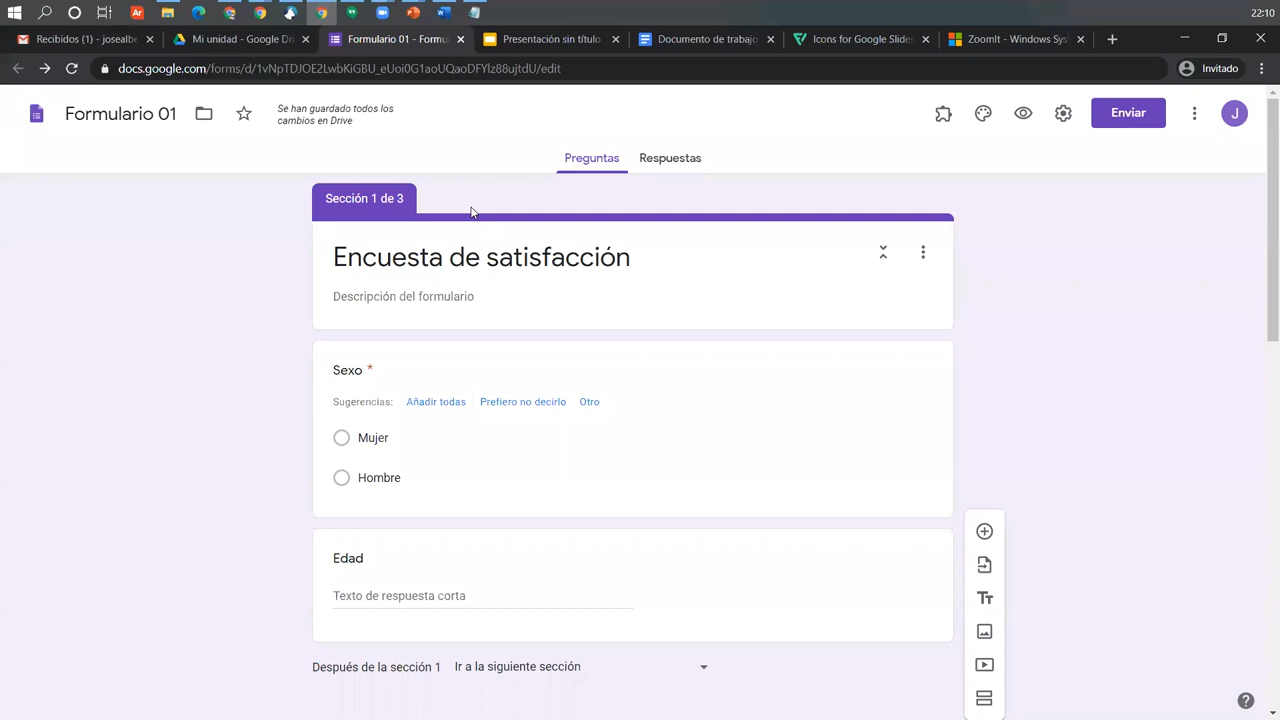 22:10
Recibidos (1) - josealbe
Mi unidad - Google Dri
Formulario 01 - Formul
Presentación sin título
Documento de trabajo
Icons for Google Slides
ZoomIt - Windows Sys
docs.google.com/forms/d/1vNpTDJOE2LwbKiGBU_eUoi0G1aoUQaoDFYlz88ujtdU/edit
Invitado
Formulario 01
Se han guardado todos los
cambios en Drive
Enviar
J
Preguntas
Respuestas
Sección 1 de 3
Encuesta de satisfacción
Descripción del formulario
Sexo *
Sugerencias: Añadir todas Prefiero no decirlo Otro
Mujer
Hombre
Edad
Texto de respuesta corta
Después de la sección 1 Ir a la siguiente sección